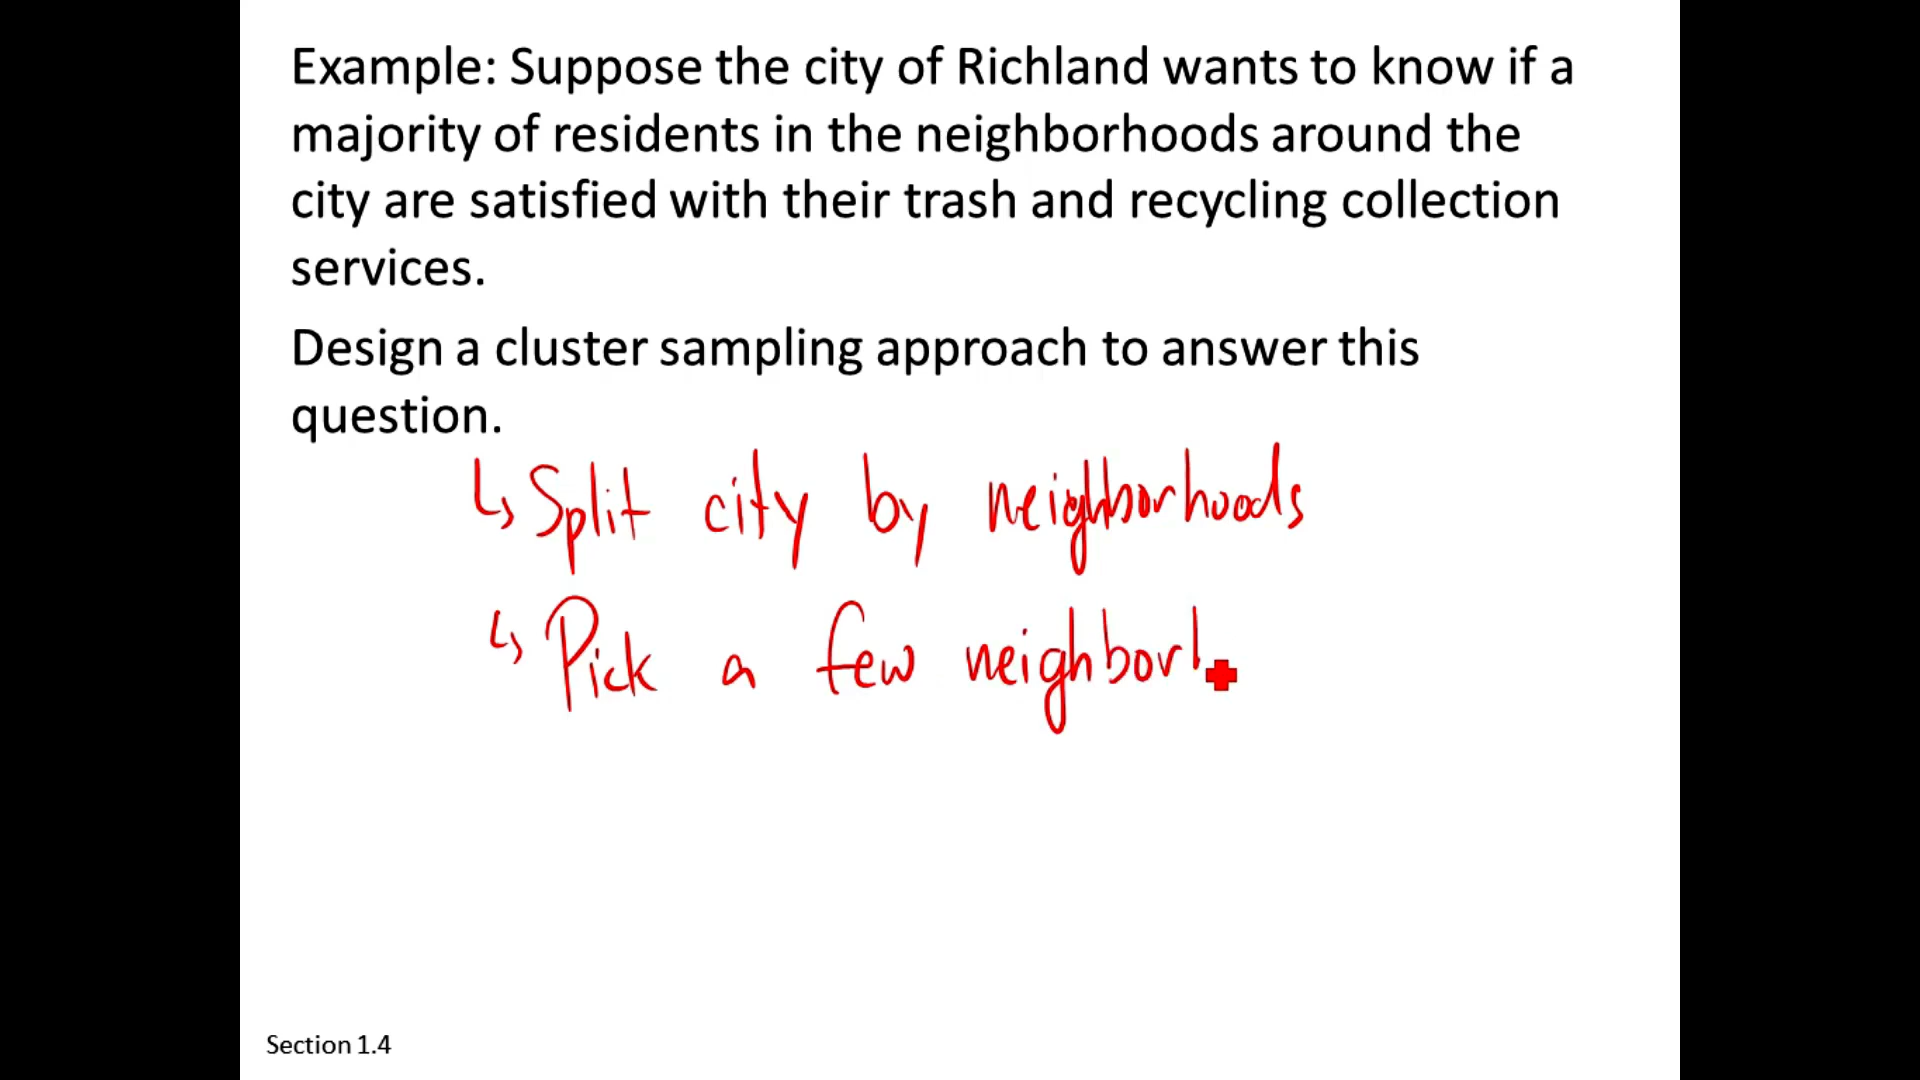 Example: Suppose the city of Richland wants to know if a
majority of residents in the neighborhoods around the
city are satisfied with their trash and recycling collection
services.
Design a cluster sampling approach to answer this
question.
↳ Split city by neighborhoods
↳ Pick a few neighborh
Section 1.4